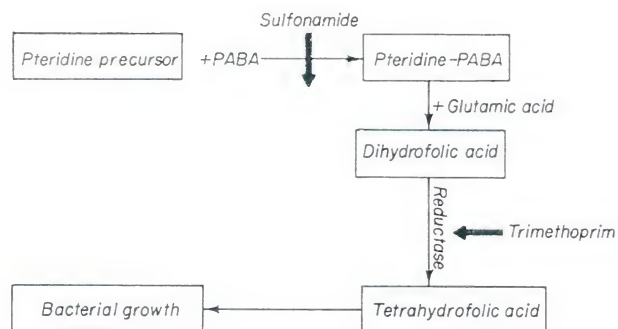 Sulfonamide
Pteridine precursor
+PABA
Pteridine-PABA
+ Glutamic acid
Dihydrofolic acid
Reductase
Trimethoprim
Tetrahydrofolic acid
Bacterial growth